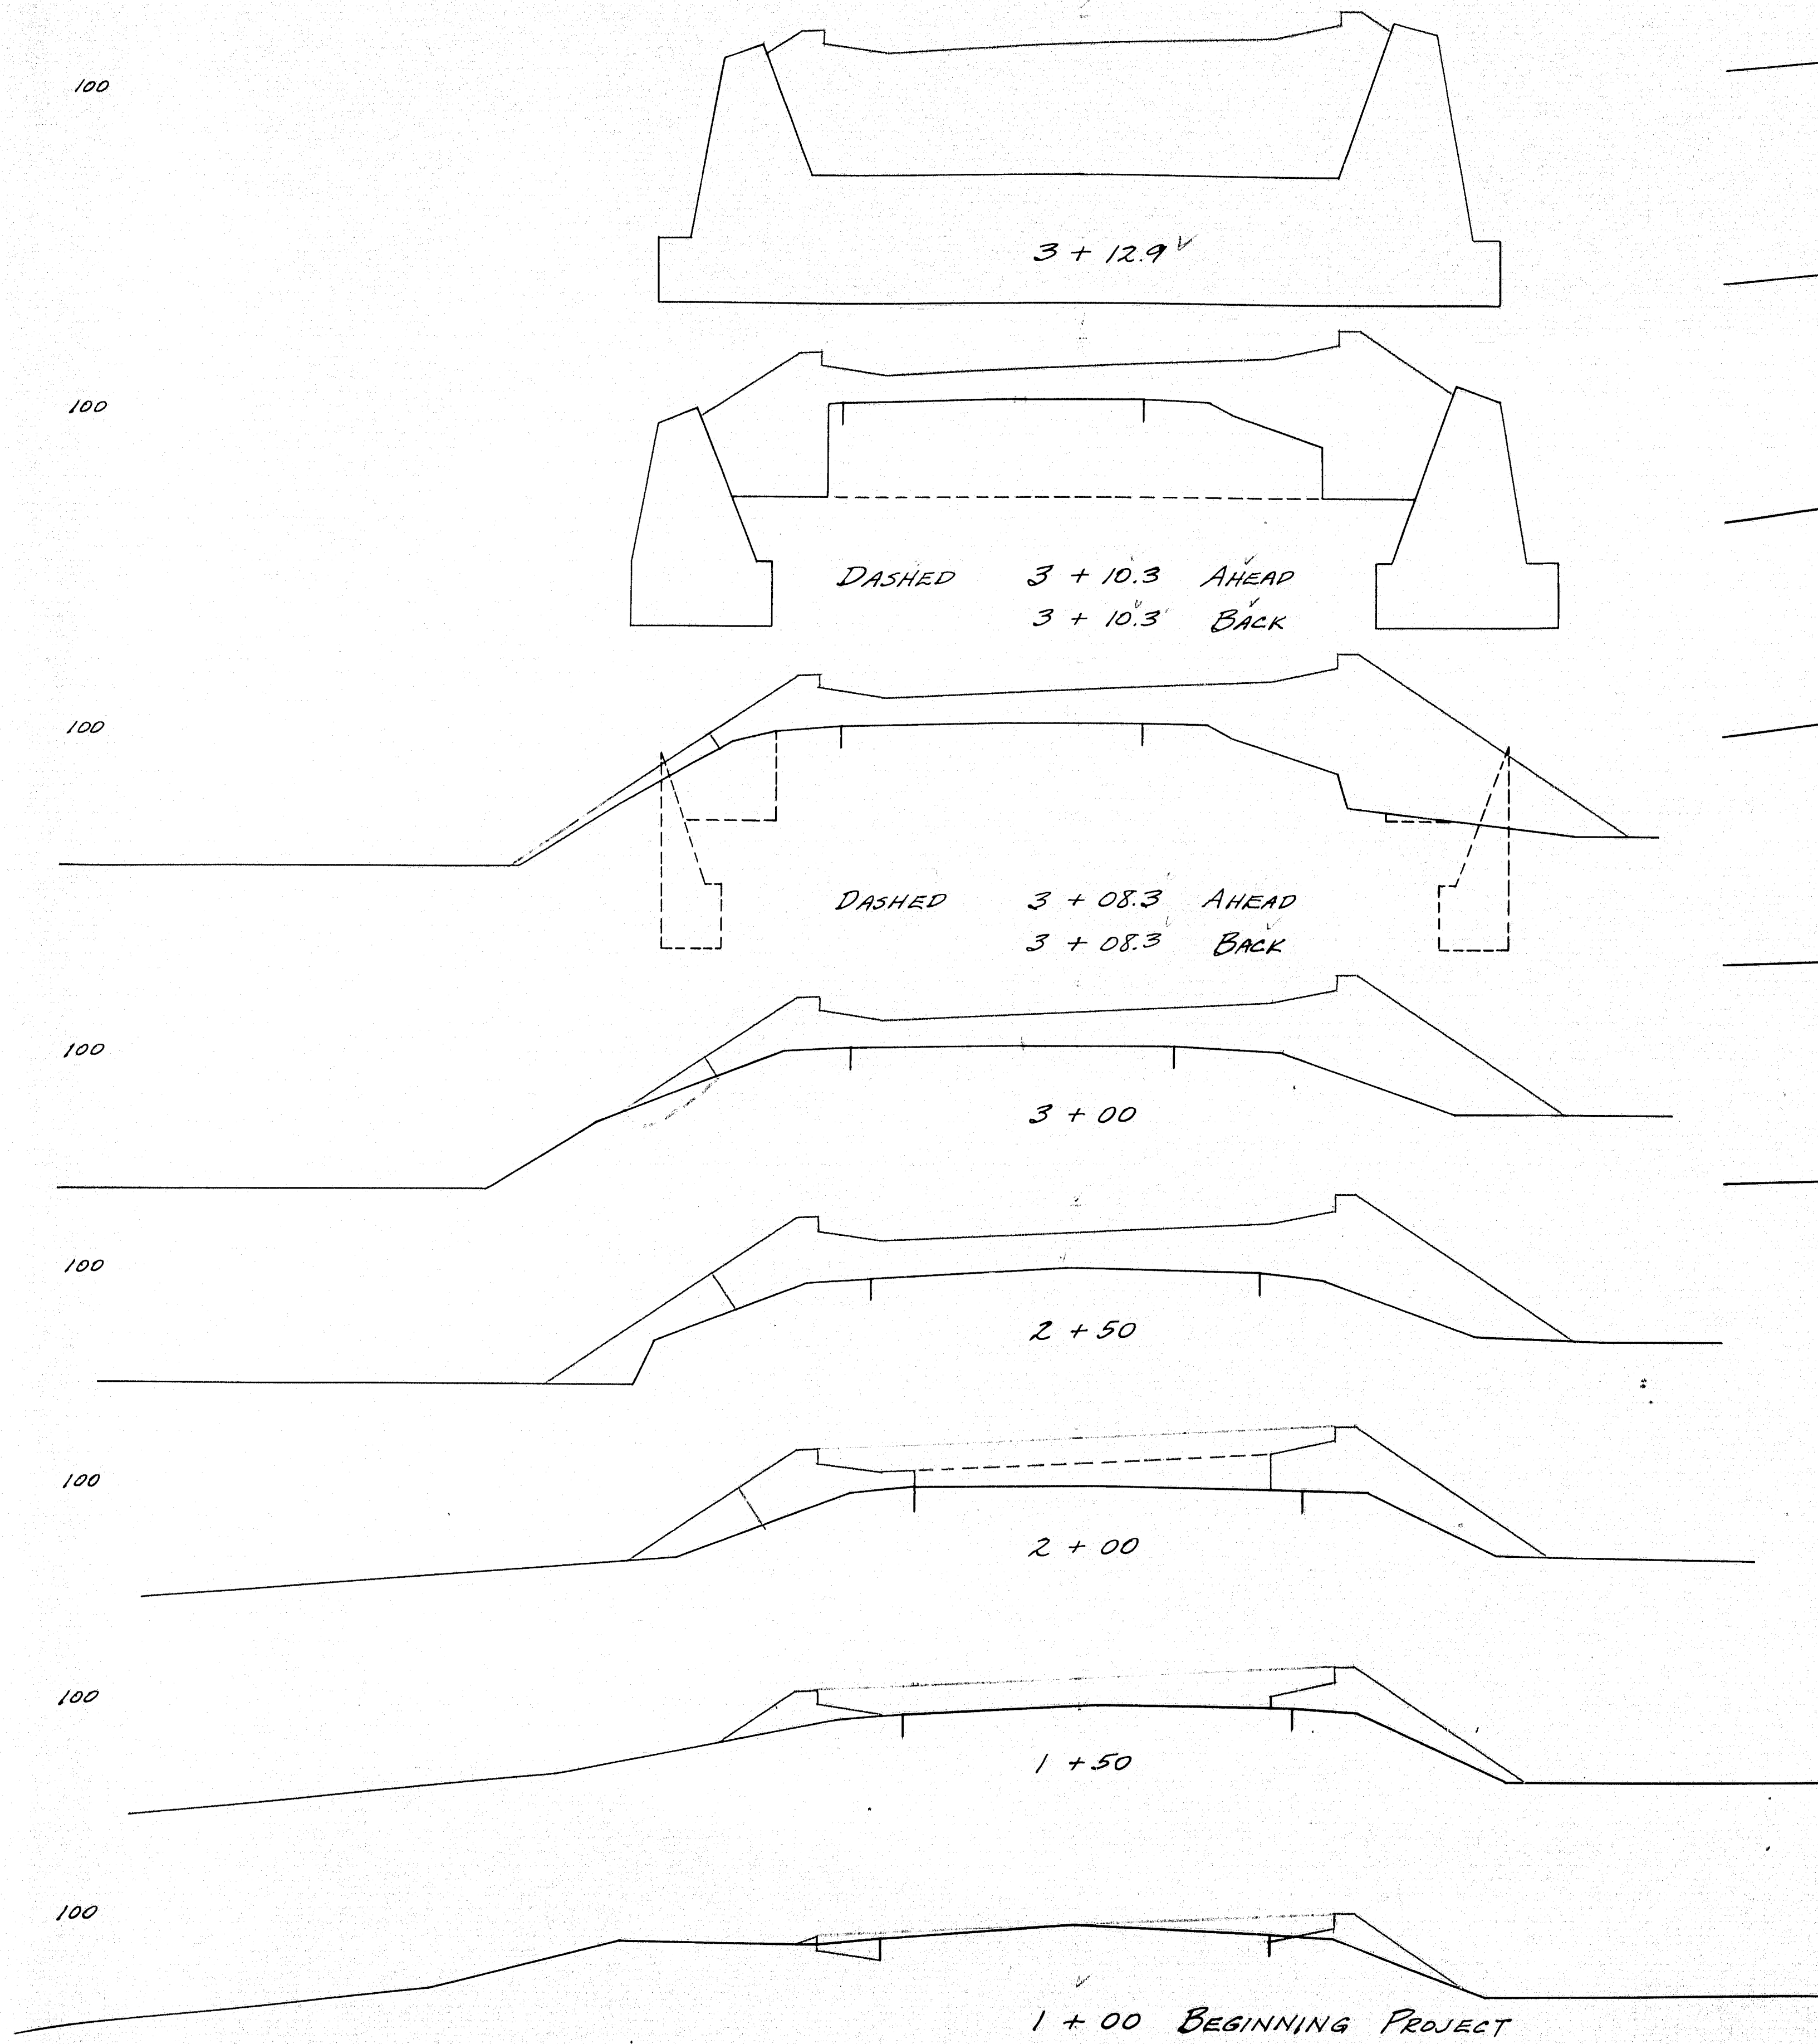 100
3 + 12.9
100
DASHED 3 + 10.3 AHEAD
3 + 10.3 BACK
100
DASHED 3 + 08.3 AHEAD
3 + 08.3 BACK
100
3 + 00
100
2 + 50
100
2 + 00
100
1 + 50
100
1 + 00 BEGINNING PROJECT